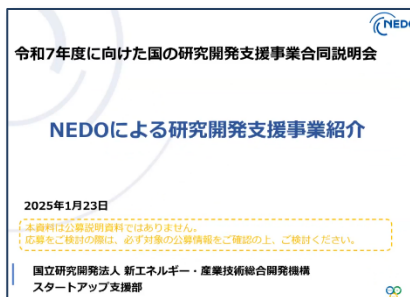 NEDO
令和7年度に向けた国の研究開発支援事業合同説明会
NEDOによる研究開発支援事業紹介
2025年1月23日
本資料は公募説明資料ではありません。
応募をご検討の際は、必ず対象の公募情報をご確認の上、ご検討ください。
国立研究開発法人 新エネルギー・産業技術総合開発機構
スタートアップ支援部